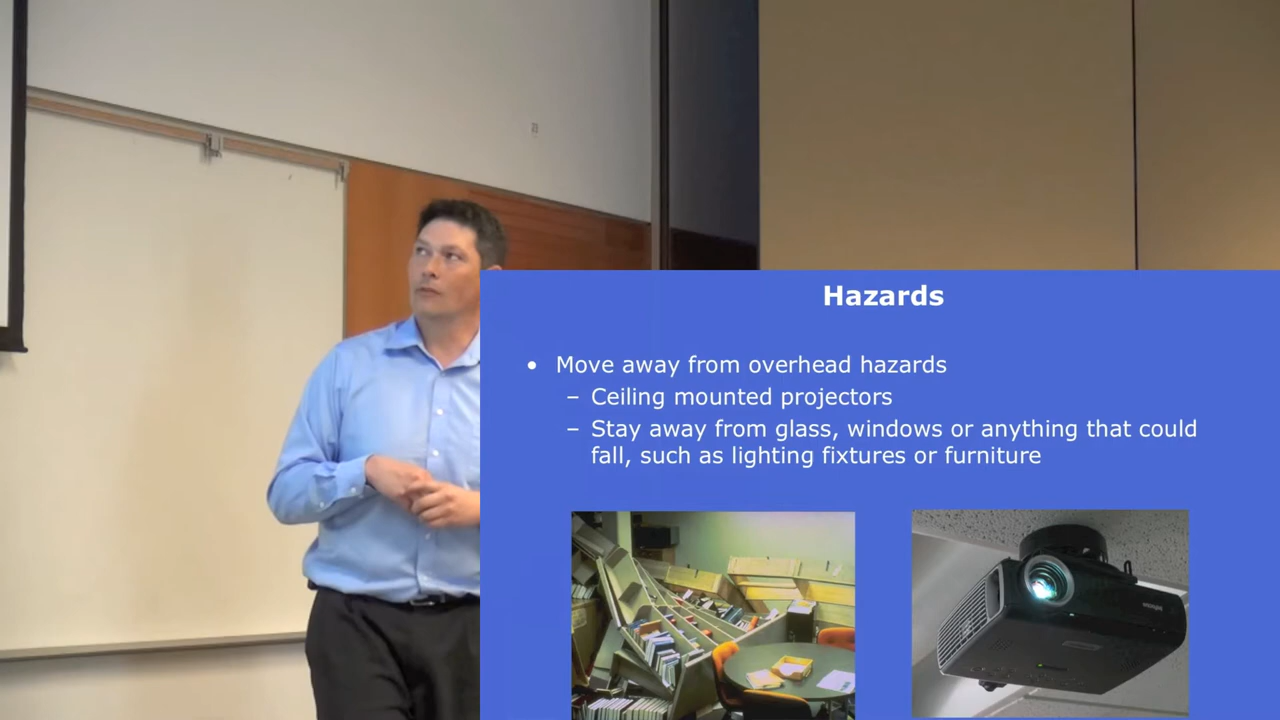 Hazards
• Move away from overhead hazards
– Ceiling mounted projectors
– Stay away from glass, windows or anything that could
fall, such as lighting fixtures or furniture